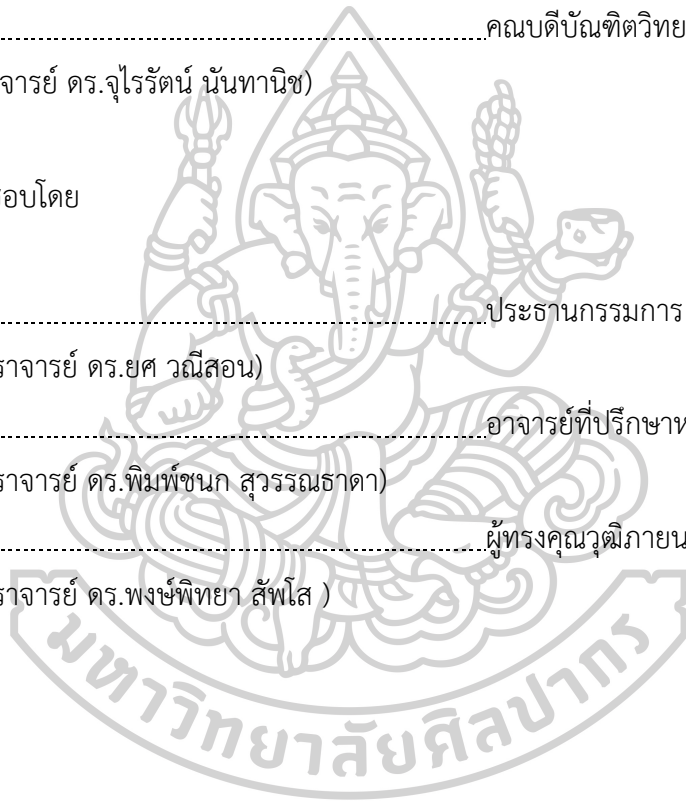 คณบดีบัณฑิตวิทย
จารย์ ดร.จุไรรัตน์ นันทานิช)
สอบโดย
ประธานกรรมการ
ราจารย์ ดร.ยศ วณีสอน)
อาจารย์ที่ปรึกษาห
ราจารย์ ดร.พิมพ์ชนก สุวรรณธาดา)
ผู้ทรงคุณวุฒิภายน
ราจารย์ ดร.พงษ์พิทยา สัพโส )
มหาวิทยาลัยศิลปากร